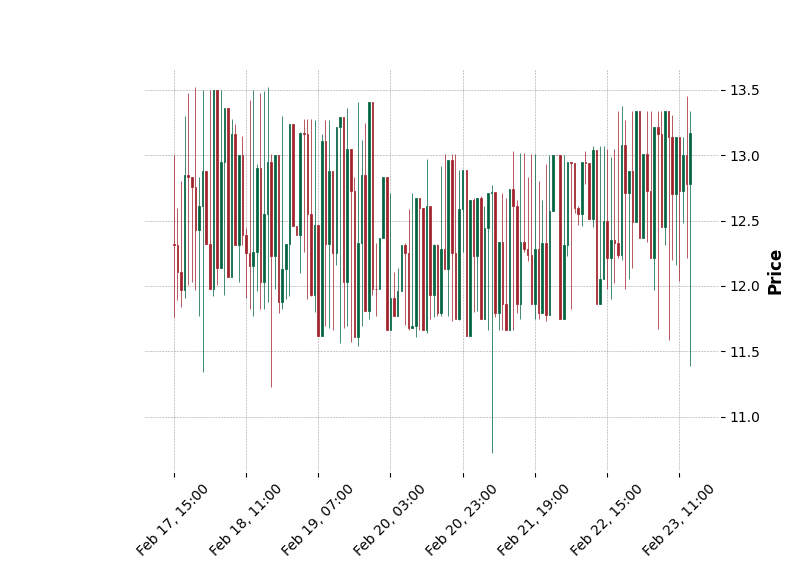 13.5
13.0
12.5
12.0
11.5
11.0
Price
Feb 17, 15:00
Feb 18, 11:00
Feb 19, 07:00
Feb 20, 03:00
Feb 20, 23:00
Feb 21, 19:00
Feb 22, 15:00
Feb 23, 11:00